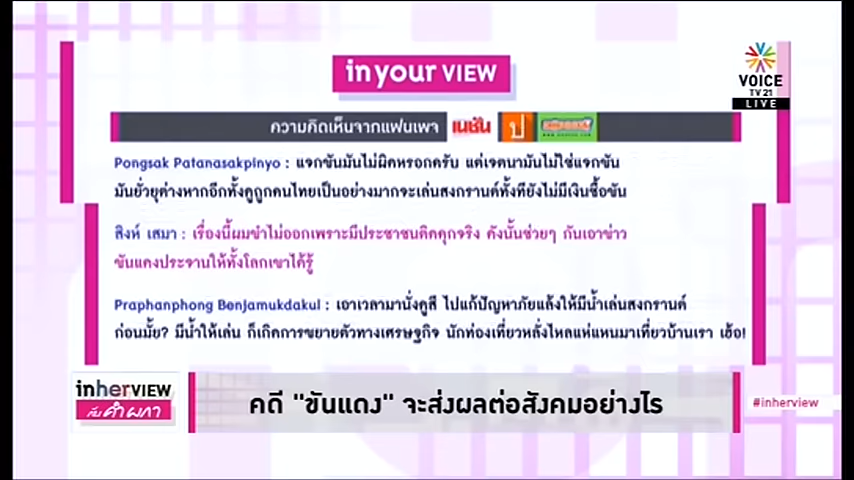 in your VIEW
VOICE
TV 21
LIVE
ความคิดเห็นจากแฟนเพจ เนชั่น ป
Pongsak Patanasakpinyo : แจกขันมันไม่ผิดหรอกครับ แต่เจตนามันไม่ใช่แจกขัน
มันยั่วยุต่างหากอีกทั้งดูถูกคนไทยเป็นอย่างมากจะเล่นสงกรานต์ทั้งทียังไม่มีเงินซื้อขัน
สิงห์ เสมา : เรื่องนี้ผมขำไม่ออกเพราะมีประชาชนติดคุกจริง ดังนั้นช่วยๆ กันเอาข่าว
ขันแดงประจานให้ทั้งโลกเขาได้รู้
Praphanphong Benjamukdakul : เอาเวลามานั่งดูสี ไปแก้ปัญหาภัยแล้งให้มีน้ำเล่นสงกรานต์
ก่อนมั้ย? มีน้ำให้เล่น ก็เกิดการขยายตัวทางเศรษฐกิจ นักท่องเที่ยวหลั่งไหลแห่แหนมาเที่ยวบ้านเรา เฮ้อ!
inherVIEW
กับ คำ ผกา
คดี "ขันแดง" จะส่งผลต่อสังคมอย่างไร
#inherview